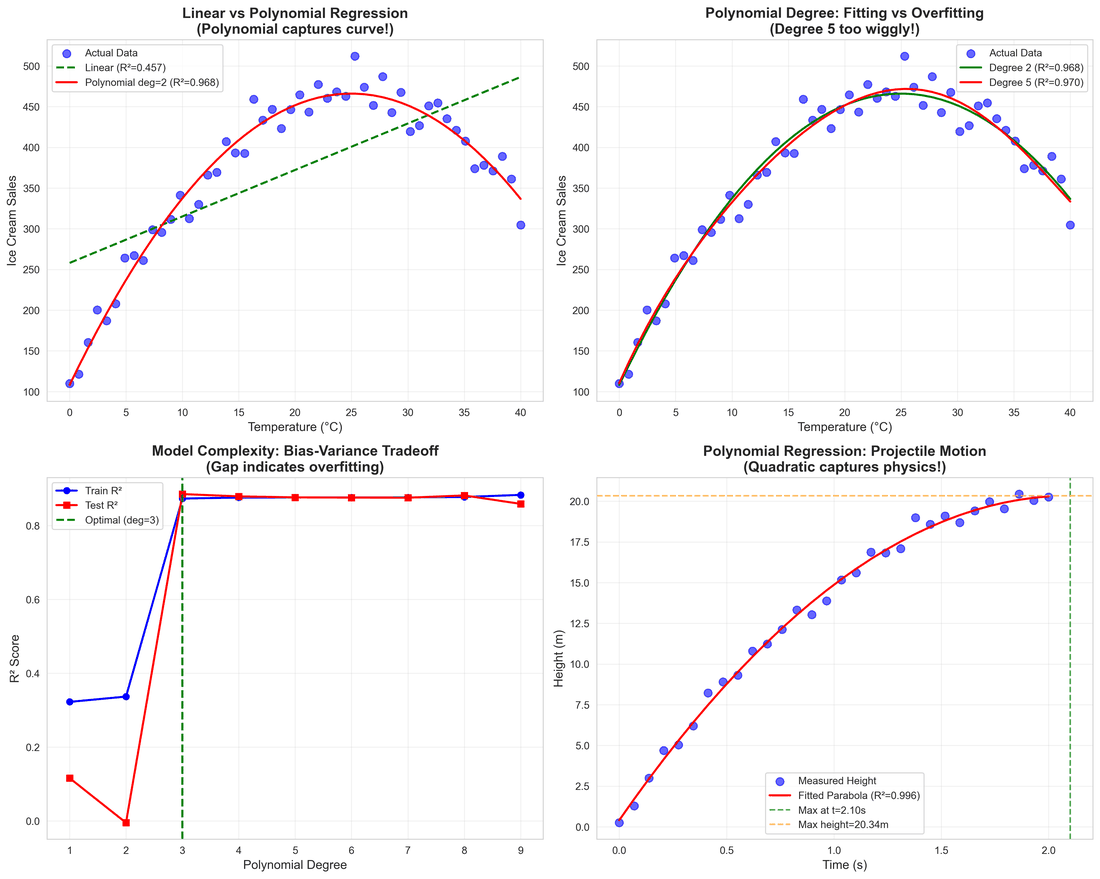 Linear vs Polynomial Regression
(Polynomial captures curve!)
Actual Data
Linear (R²=0.457)
Polynomial deg=2 (R²=0.968)
Ice Cream Sales
500
450
400
350
300
250
200
150
100
0 5 10 15 20 25 30 35 40
Temperature (°C)
Polynomial Degree: Fitting vs Overfitting
(Degree 5 too wiggly!)
Actual Data
Degree 2 (R²=0.968)
Degree 5 (R²=0.970)
Ice Cream Sales
500
450
400
350
300
250
200
150
100
0 5 10 15 20 25 30 35 40
Temperature (°C)
Model Complexity: Bias-Variance Tradeoff
(Gap indicates overfitting)
Train R²
Test R²
Optimal (deg=3)
R² Score
0.8
0.6
0.4
0.2
0.0
1 2 3 4 5 6 7 8 9
Polynomial Degree
Polynomial Regression: Projectile Motion
(Quadratic captures physics!)
Height (m)
20.0
17.5
15.0
12.5
10.0
7.5
5.0
2.5
0.0
Measured Height
Fitted Parabola (R²=0.996)
Max at t=2.10s
Max height=20.34m
0.0 0.5 1.0 1.5 2.0
Time (s)